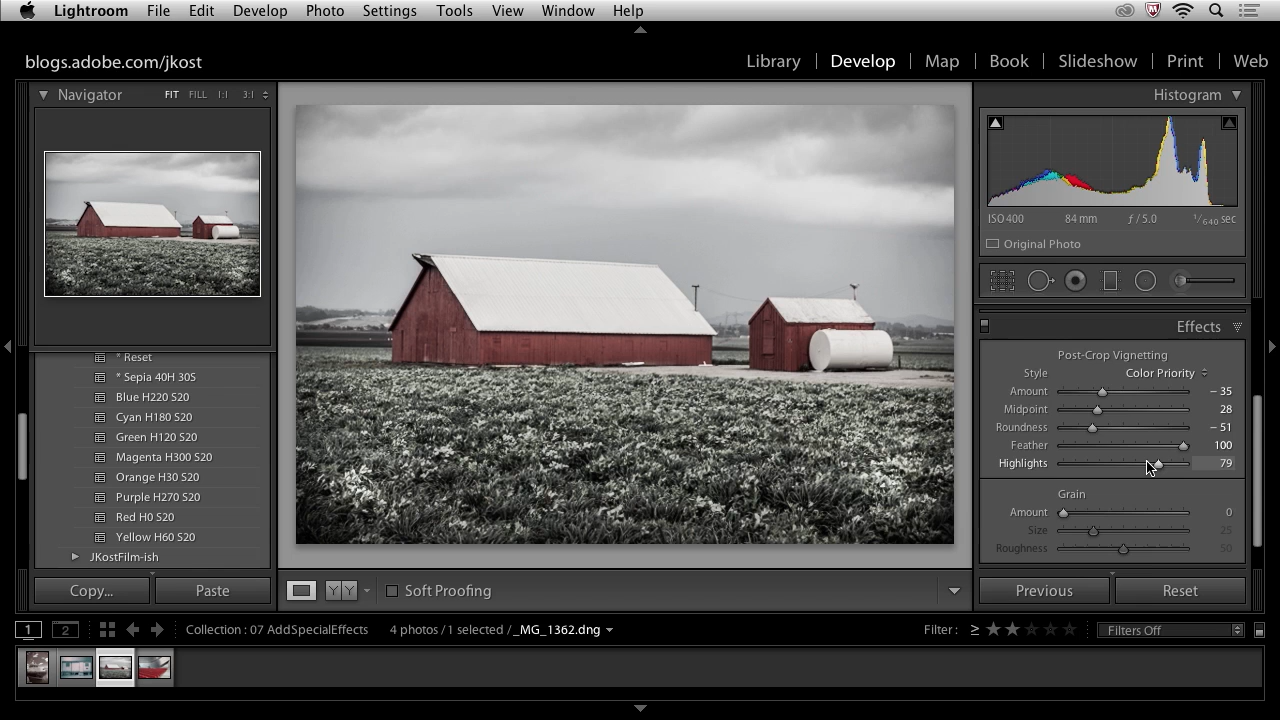 Lightroom File Edit Develop Photo Settings Tools View Window Help
blogs.adobe.com/jkost
Library Develop Map Book Slideshow Print Web
Navigator FIT FILL 1:1 3:1
* Reset
* Sepia 40H 30S
Blue H220 S20
Cyan H180 S20
Green H120 S20
Magenta H300 S20
Orange H30 S20
Purple H270 S20
Red H0 S20
Yellow H60 S20
JKostFilm-ish
Copy... Paste
Y Y Soft Proofing
Histogram
ISO 400 84 mm ƒ / 5.0 1/640 sec
Original Photo
Effects
Post-Crop Vignetting
Style Color Priority
Amount – 35
Midpoint 28
Roundness – 51
Feather 100
Highlights 79
Grain
Amount 0
Size 25
Roughness 50
Previous Reset
1 2 Collection : 07 AddSpecialEffects 4 photos / 1 selected / _MG_1362.dng Filter : ≥ ★ ★ ★ ★ ★ Filters Off